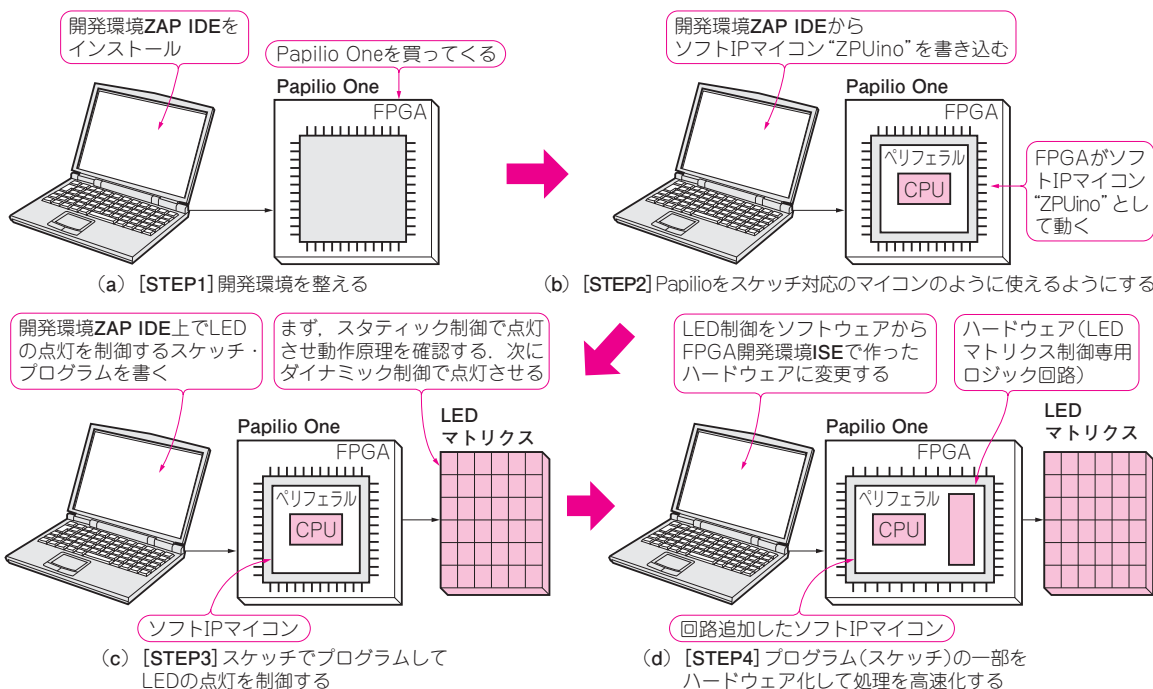 開発環境ZAP IDEを
インストール
Papilio Oneを買ってくる
Papilio One
FPGA
(a) [STEP1] 開発環境を整える
開発環境ZAP IDEから
ソフトIPマイコン“ZPUino”を書き込む
Papilio One
FPGA
ペリフェラル
CPU
FPGAがソフ
トIPマイコン
“ZPUino”とし
て動く
(b) [STEP2] Papilioをスケッチ対応のマイコンのように使えるようにする
開発環境ZAP IDE上でLED
の点灯を制御するスケッチ・
プログラムを書く
まず，スタティック制御で点灯
させ動作原理を確認する．次に
ダイナミック制御で点灯させる
Papilio One
FPGA
ペリフェラル
CPU
LED
マトリクス
ソフトIPマイコン
(c) [STEP3] スケッチでプログラムして
LEDの点灯を制御する
LED制御をソフトウェアから
FPGA開発環境ISEで作った
ハードウェアに変更する
ハードウェア(LED
マトリクス制御専用
ロジック回路)
Papilio One
FPGA
ペリフェラル
CPU
LED
マトリクス
回路追加したソフトIPマイコン
(d) [STEP4] プログラム(スケッチ)の一部を
ハードウェア化して処理を高速化する